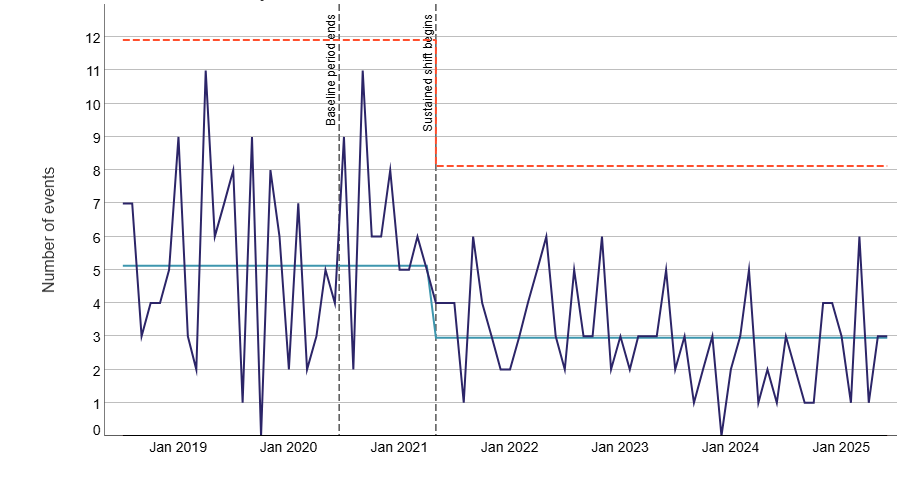 Number of events
12
11
10
9
8
7
6
5
4
3
2
1
0
Baseline period ends
Sustained shift begins
Jan 2019
Jan 2020
Jan 2021
Jan 2022
Jan 2023
Jan 2024
Jan 2025